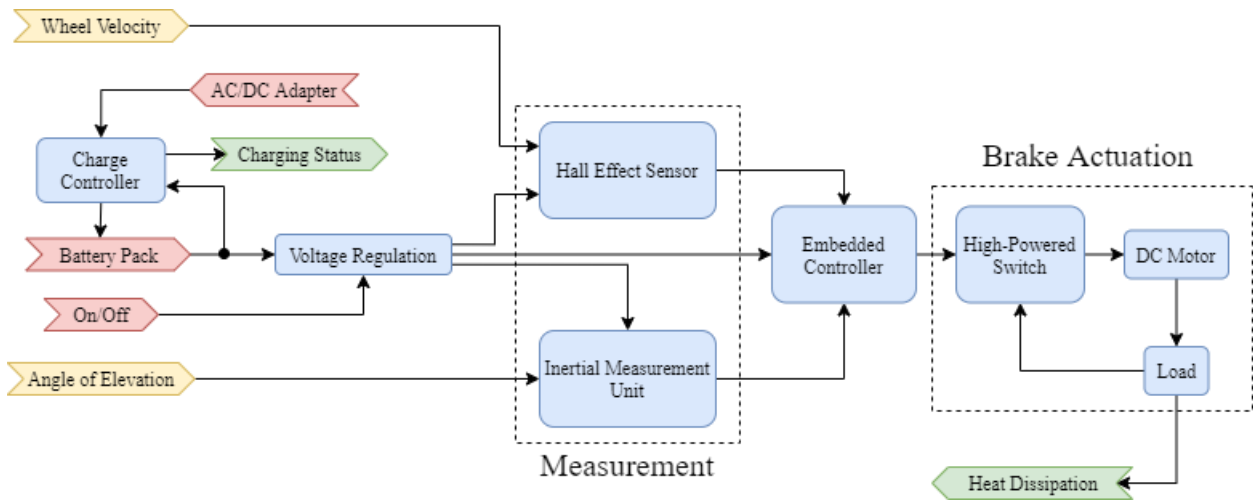 Wheel Velocity
AC/DC Adapter
Charge
Controller
Charging Status
Hall Effect Sensor
Brake Actuation
Battery Pack
Voltage Regulation
Embedded
Controller
High-Powered
Switch
DC Motor
On/Off
Angle of Elevation
Inertial Measurement
Unit
Load
Measurement
Heat Dissipation